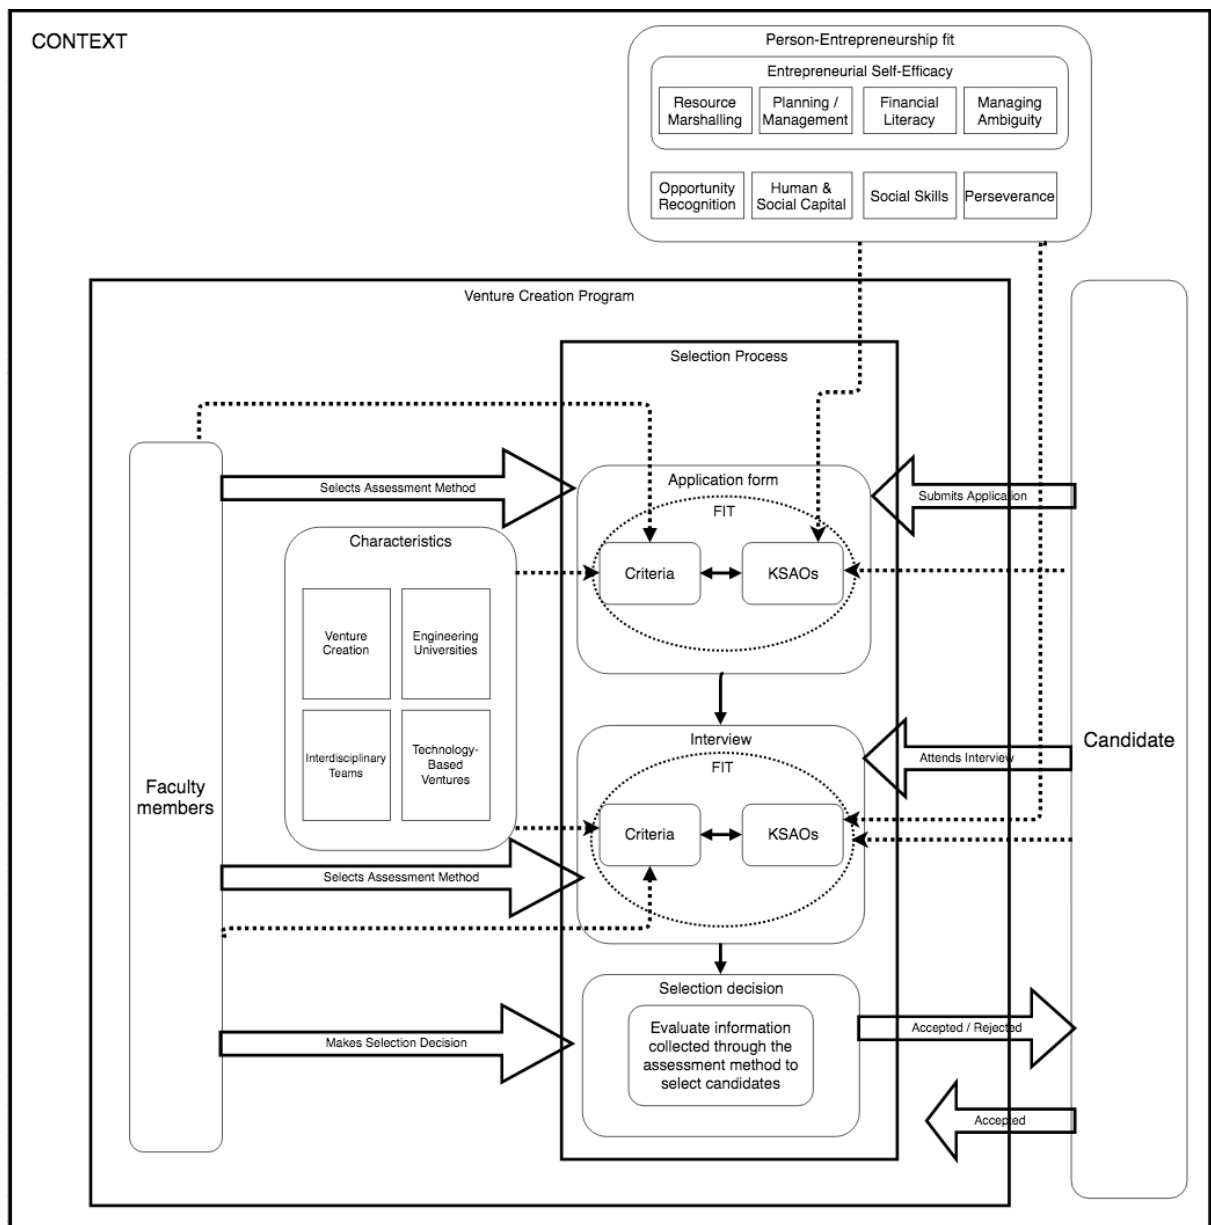 CONTEXT
Person-Entrepreneurship fit
Entrepreneurial Self-Efficacy
Resource
Marshalling
Planning /
Management
Financial
Literacy
Managing
Ambiguity
Opportunity
Recognition
Human &
Social Capital
Social Skills
Perseverance
Venture Creation Program
Selection Process
Selects Assessment Method
Application form
FIT
Criteria
KSAOs
Submits Application
Characteristics
Venture
Creation
Engineering
Universities
Interdisciplinary
Teams
Technology-
Based
Ventures
Faculty
members
Interview
FIT
Criteria
KSAOs
Attends Interview
Candidate
Selects Assessment Method
Selection decision
Evaluate information
collected through the
assessment method to
select candidates
Makes Selection Decision
Accepted / Rejected
Accepted